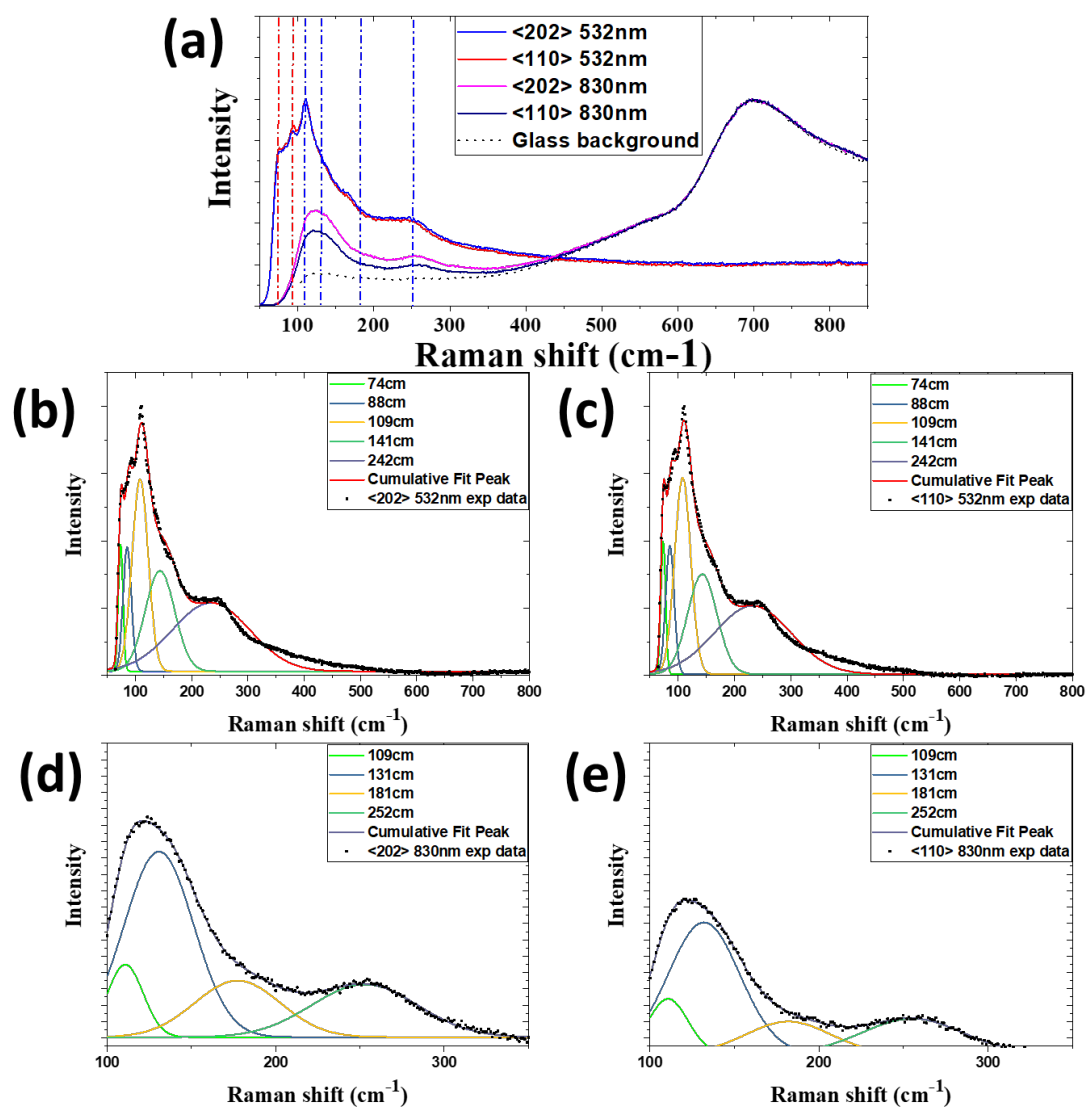 (a)
<202> 532nm
<110> 532nm
<202> 830nm
<110> 830nm
Glass background
Intensity
100 200 300 400 500 600 700 800
Raman shift (cm-1)
(b)
74cm
88cm
109cm
141cm
242cm
Cumulative Fit Peak
<202> 532nm exp data
Intensity
100 200 300 400 500 600 700 800
Raman shift (cm-1)
(c)
74cm
88cm
109cm
141cm
242cm
Cumulative Fit Peak
<110> 532nm exp data
Intensity
100 200 300 400 500 600 700 800
Raman shift (cm-1)
(d)
109cm
131cm
181cm
252cm
Cumulative Fit Peak
<202> 830nm exp data
Intensity
100 200 300
Raman shift (cm-1)
(e)
109cm
131cm
181cm
252cm
Cumulative Fit Peak
<110> 830nm exp data
Intensity
100 200 300
Raman shift (cm-1)